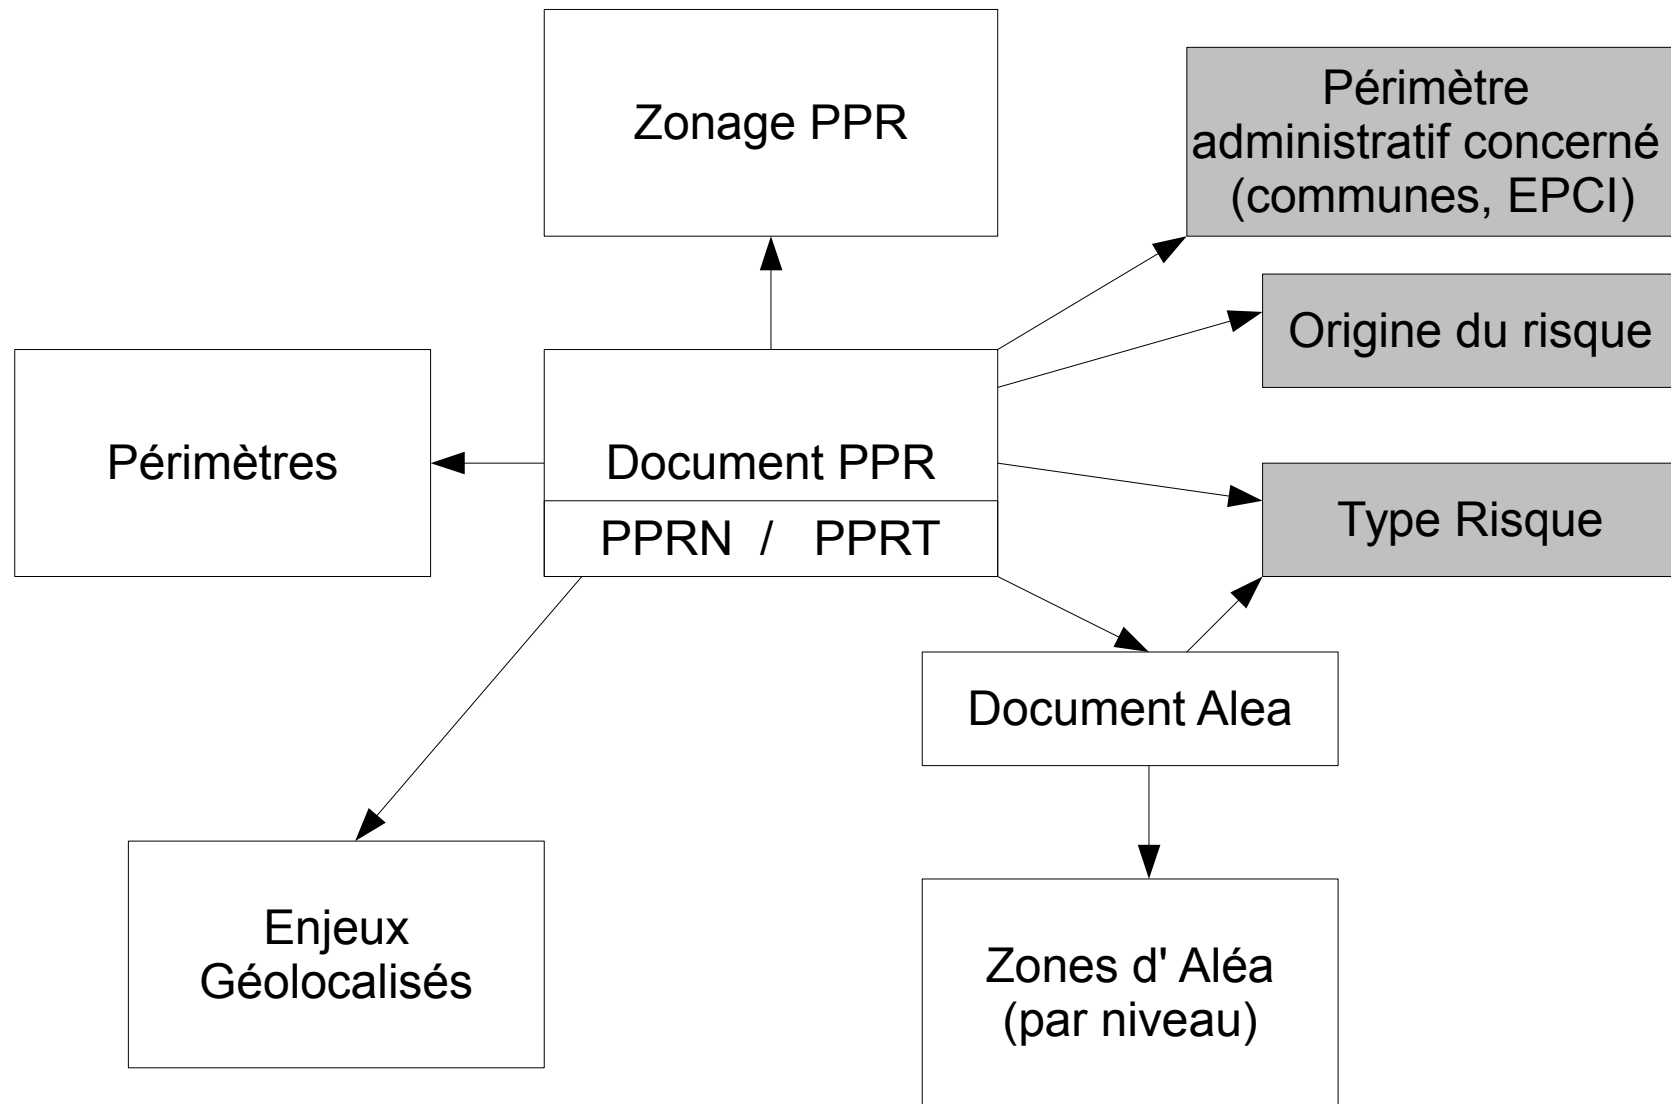 Zonage PPR
Périmètre
administratif concerné
(communes, EPCI)
Origine du risque
Périmètres
Document PPR
PPRN / PPRT
Type Risque
Document Alea
Enjeux
Géolocalisés
Zones d' Aléa
(par niveau)